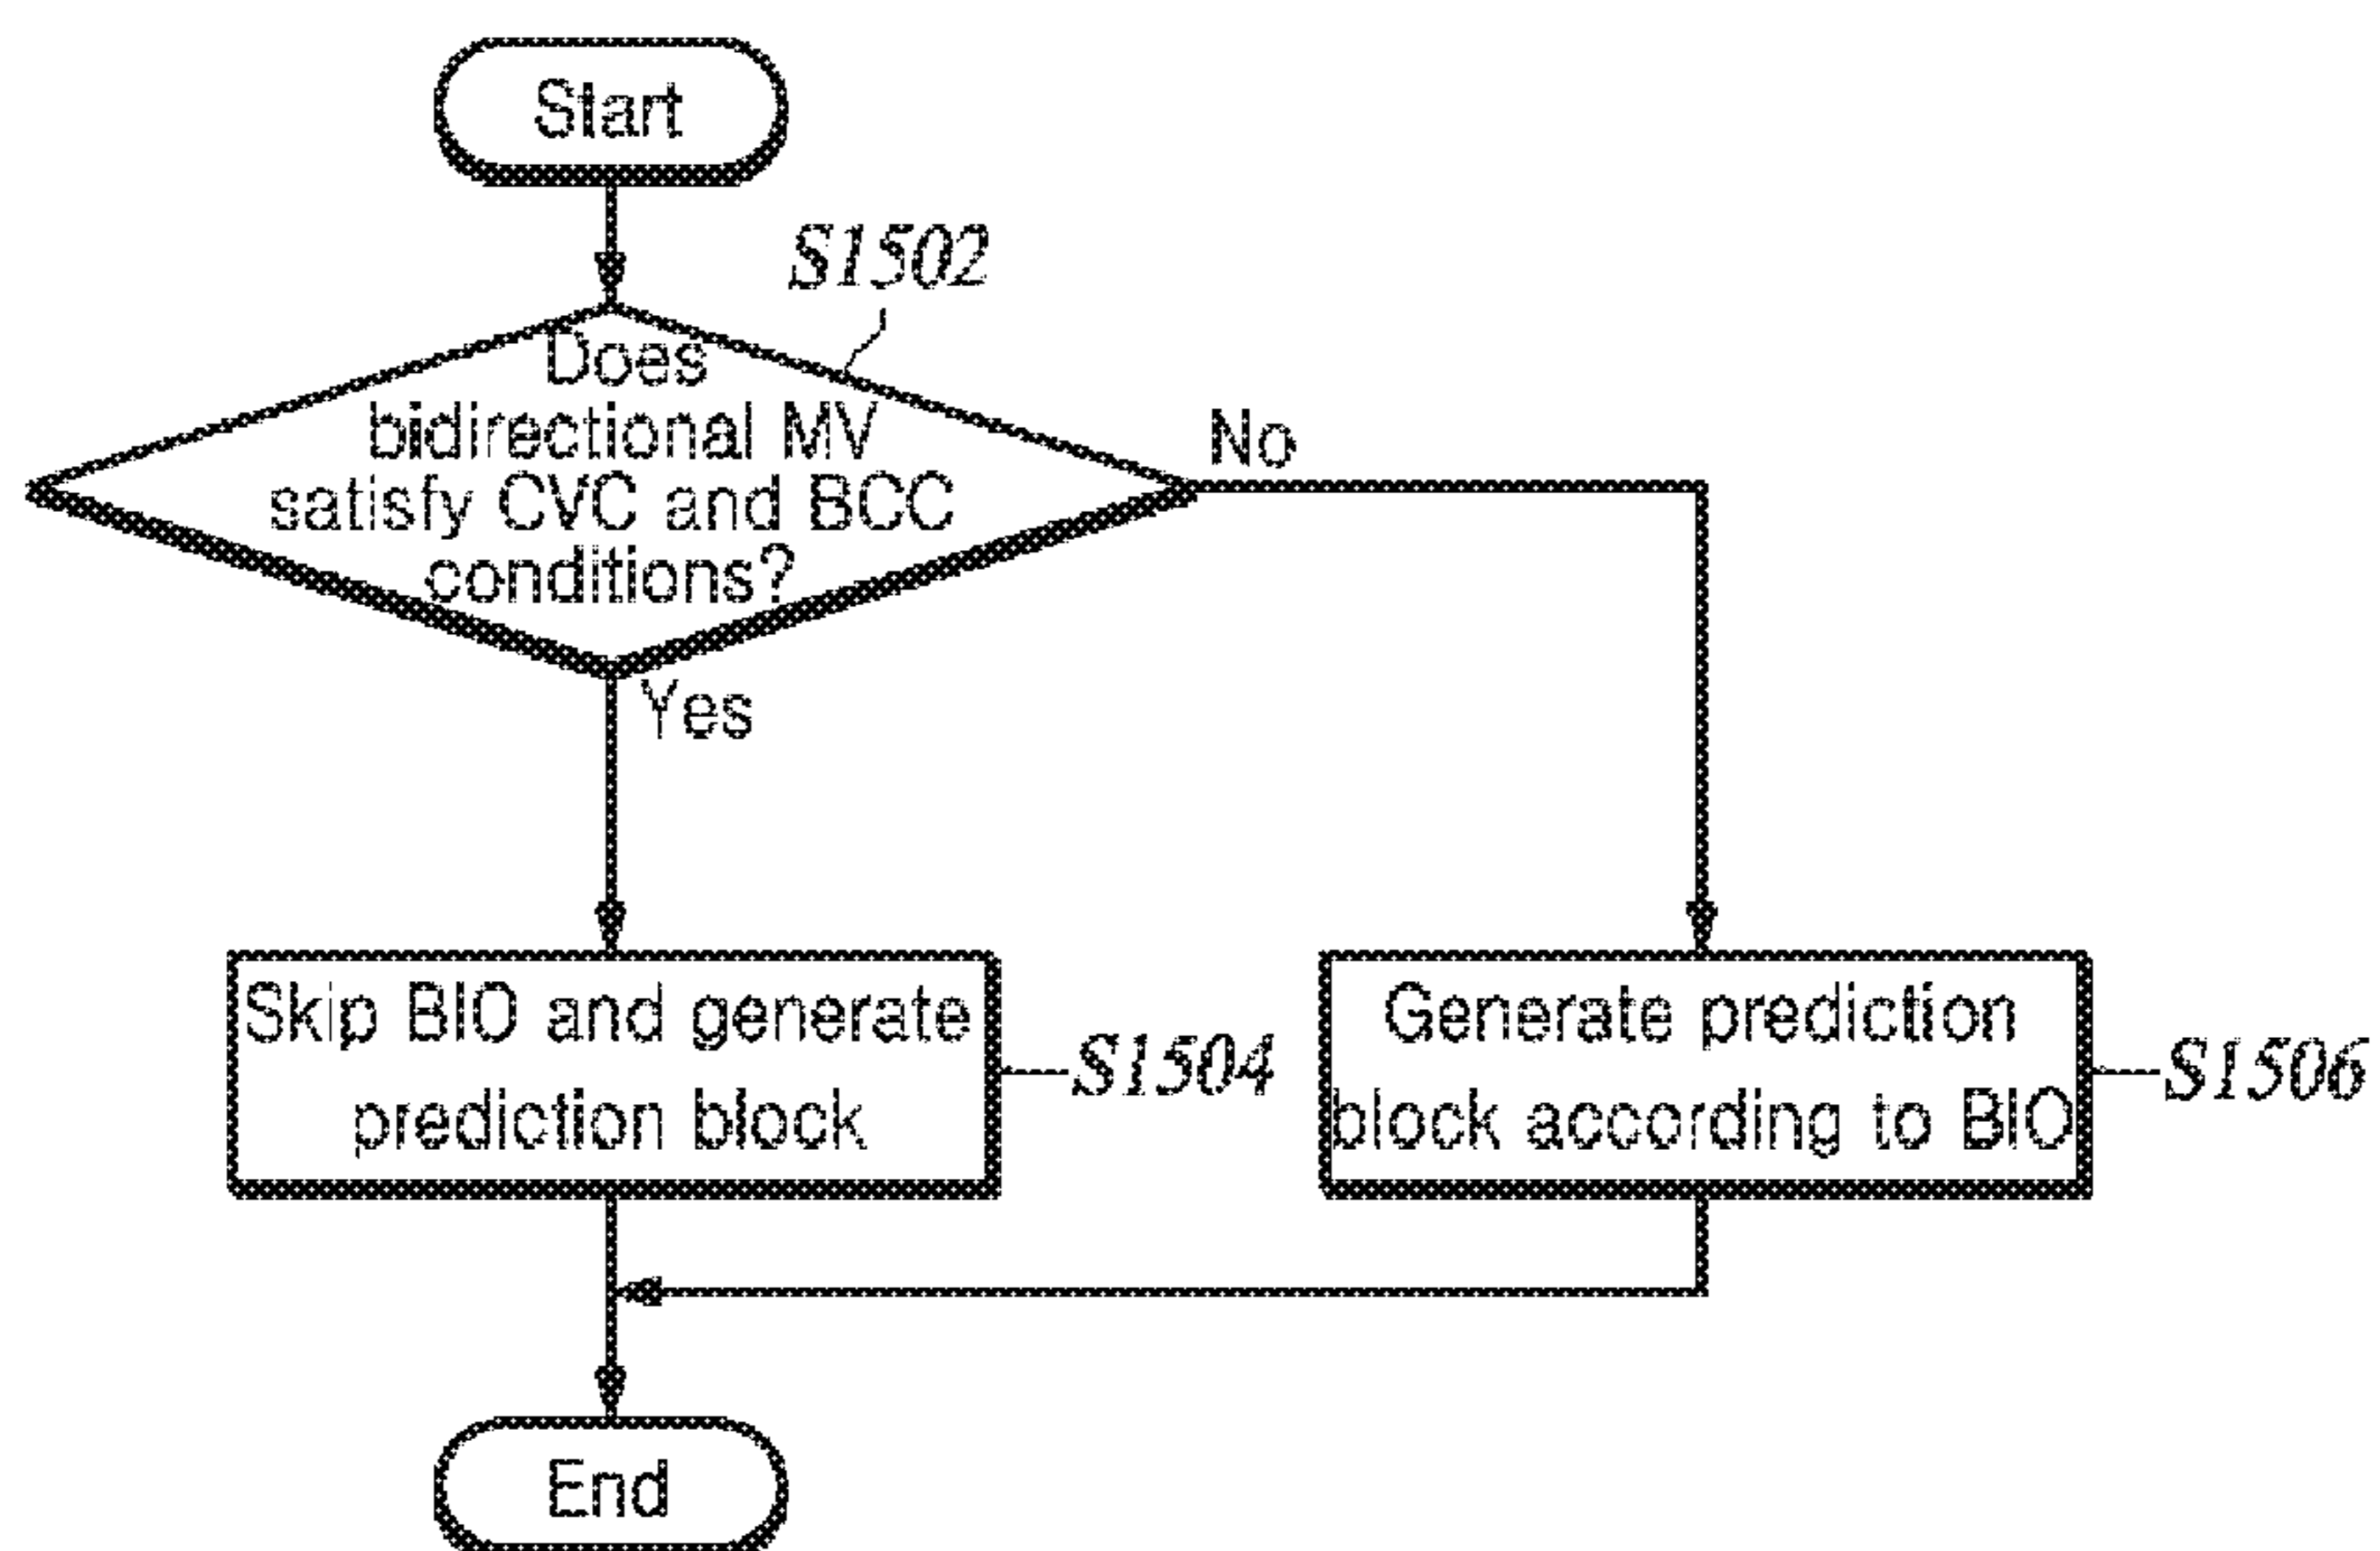 Start
S1502
Does
bidirectional MV
satisfy CVC and BCC
conditions?
No
Yes
Skip BIO and generate
prediction block
S1504
Generate prediction
block according to BIO
S1506
End